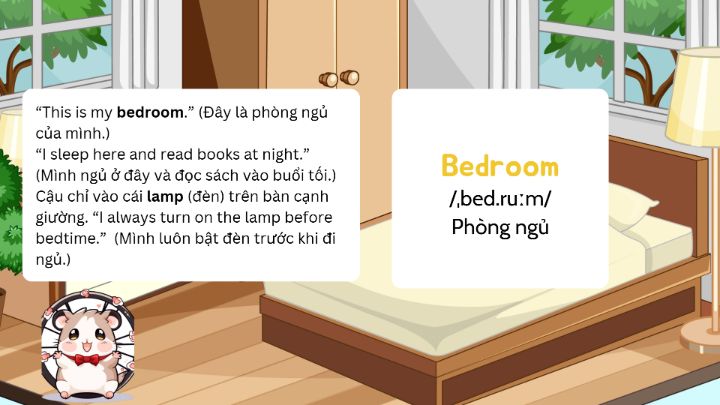 “This is my bedroom.” (Đây là phòng ngủ
của mình.)
“I sleep here and read books at night.”
(Mình ngủ ở đây và đọc sách vào buổi tối.)
Cậu chỉ vào cái lamp (đèn) trên bàn cạnh
giường. “I always turn on the lamp before
bedtime.”  (Mình luôn bật đèn trước khi đi
ngủ.)
Bedroom
/ˌbed.ruːm/
Phòng ngủ